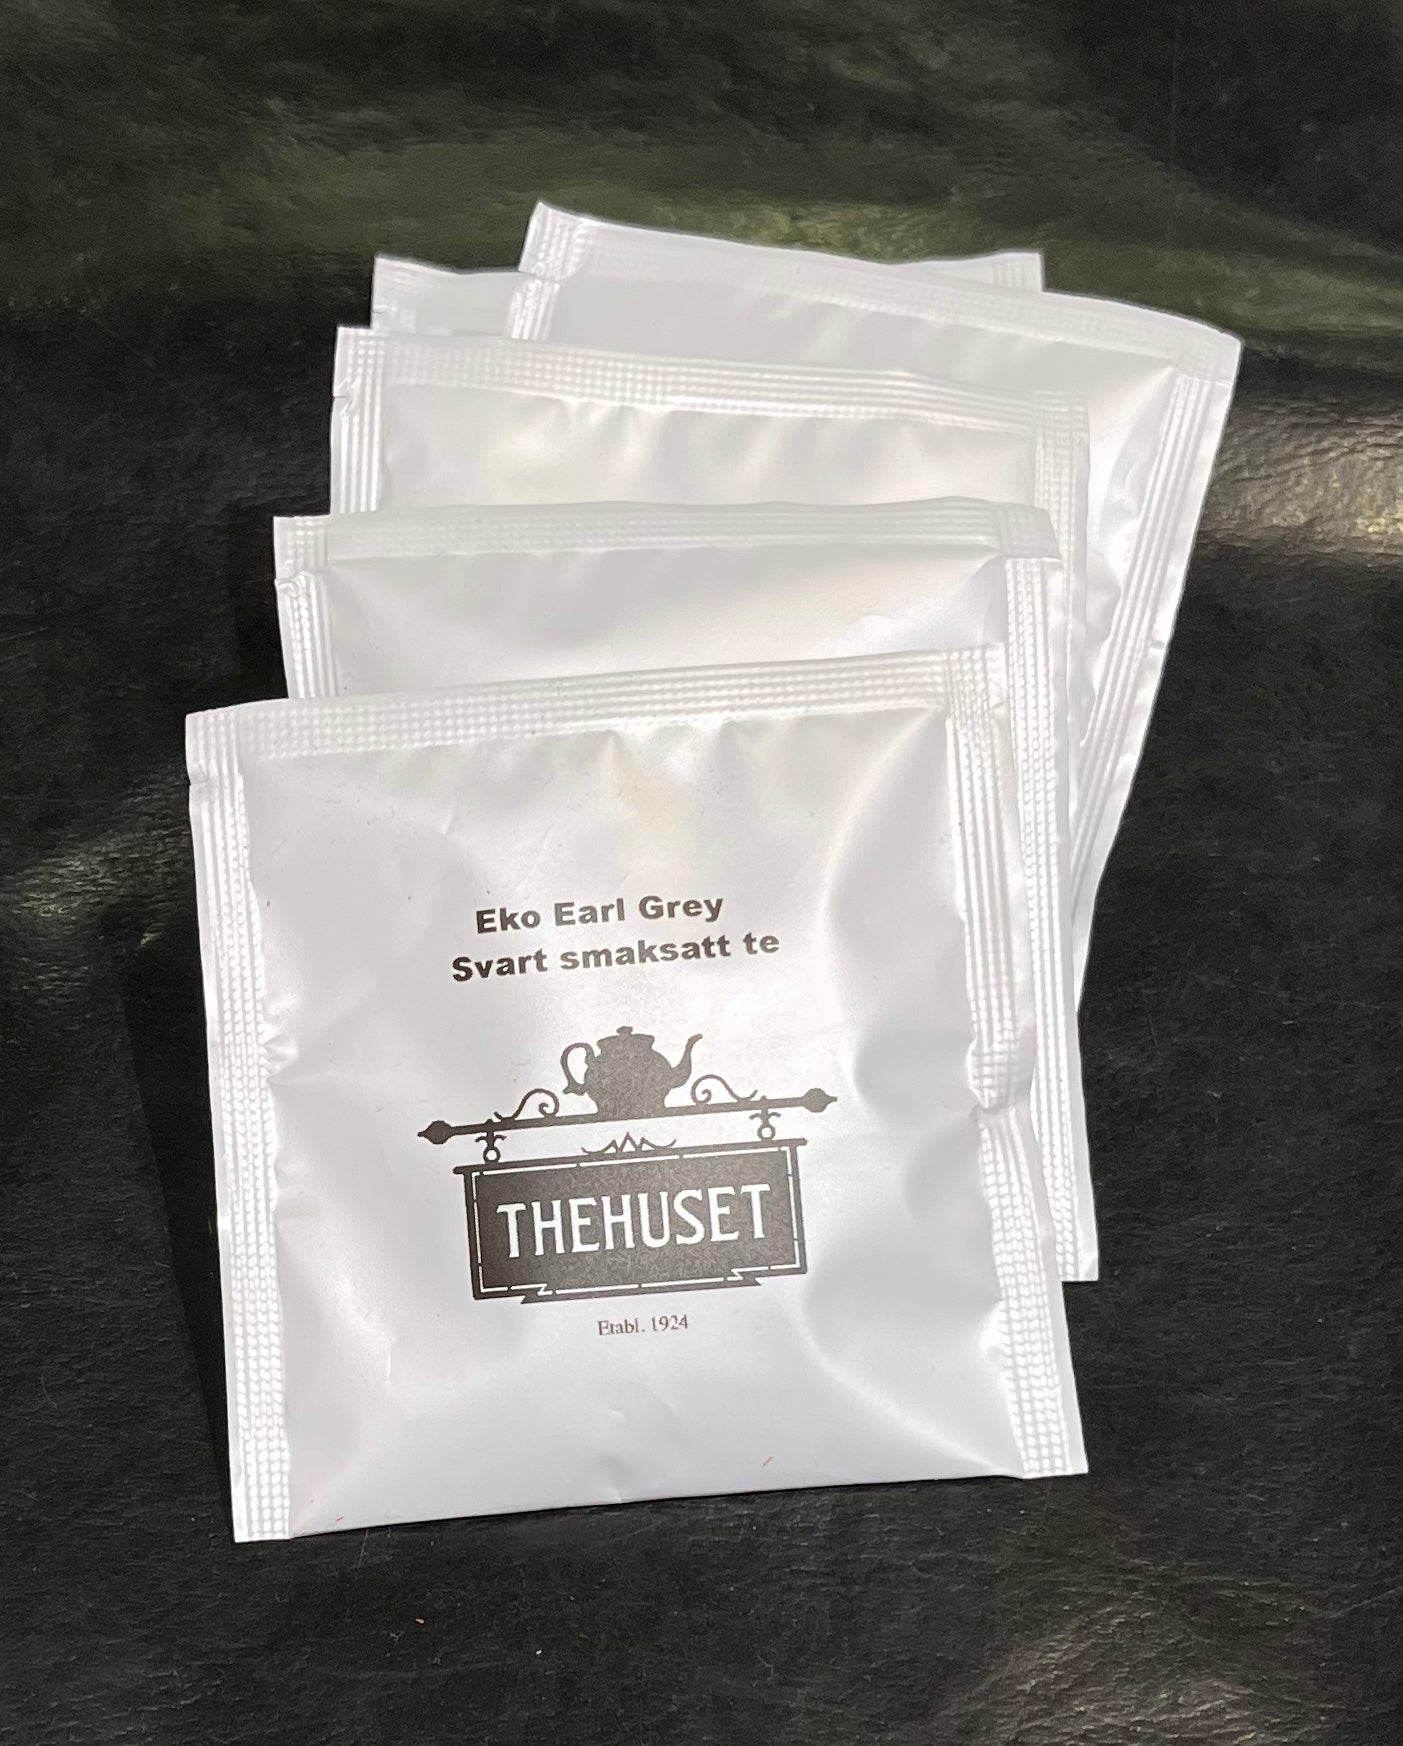 Eko Earl Grey
Svart smaksatt te
THEHUSET
Etabl. 1924